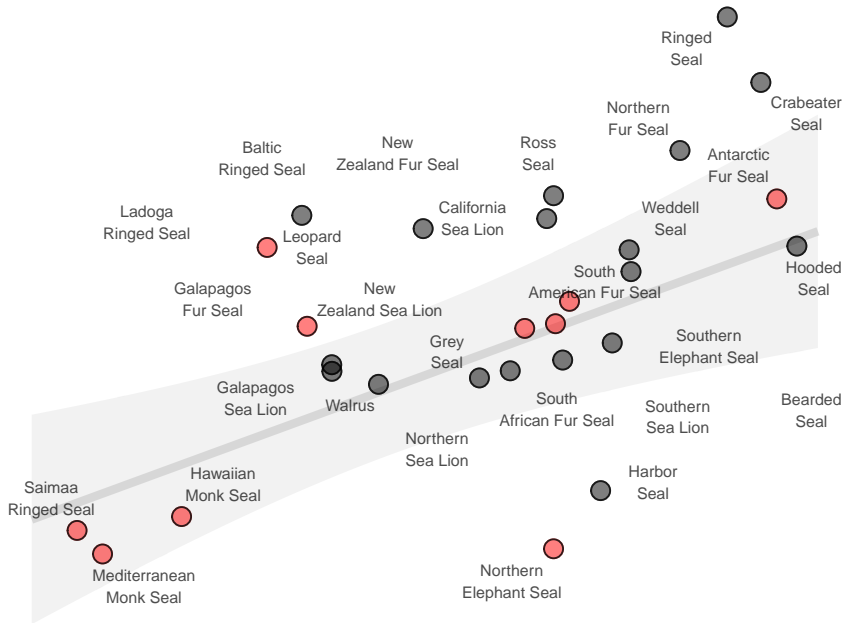 Ringed
Seal
Crabeater
Seal
Northern
Fur Seal
Baltic
Ringed Seal
New
Zealand Fur Seal
Ross
Seal
Antarctic
Fur Seal
Ladoga
Ringed Seal
Leopard
Seal
California
Sea Lion
Weddell
Seal
South
American Fur Seal
Hooded
Seal
Galapagos
Fur Seal
New
Zealand Sea Lion
Grey
Seal
Southern
Elephant Seal
Galapagos
Sea Lion
Walrus
South
African Fur Seal
Southern
Sea Lion
Bearded
Seal
Northern
Sea Lion
Hawaiian
Monk Seal
Harbor
Seal
Saimaa
Ringed Seal
Mediterranean
Monk Seal
Northern
Elephant Seal